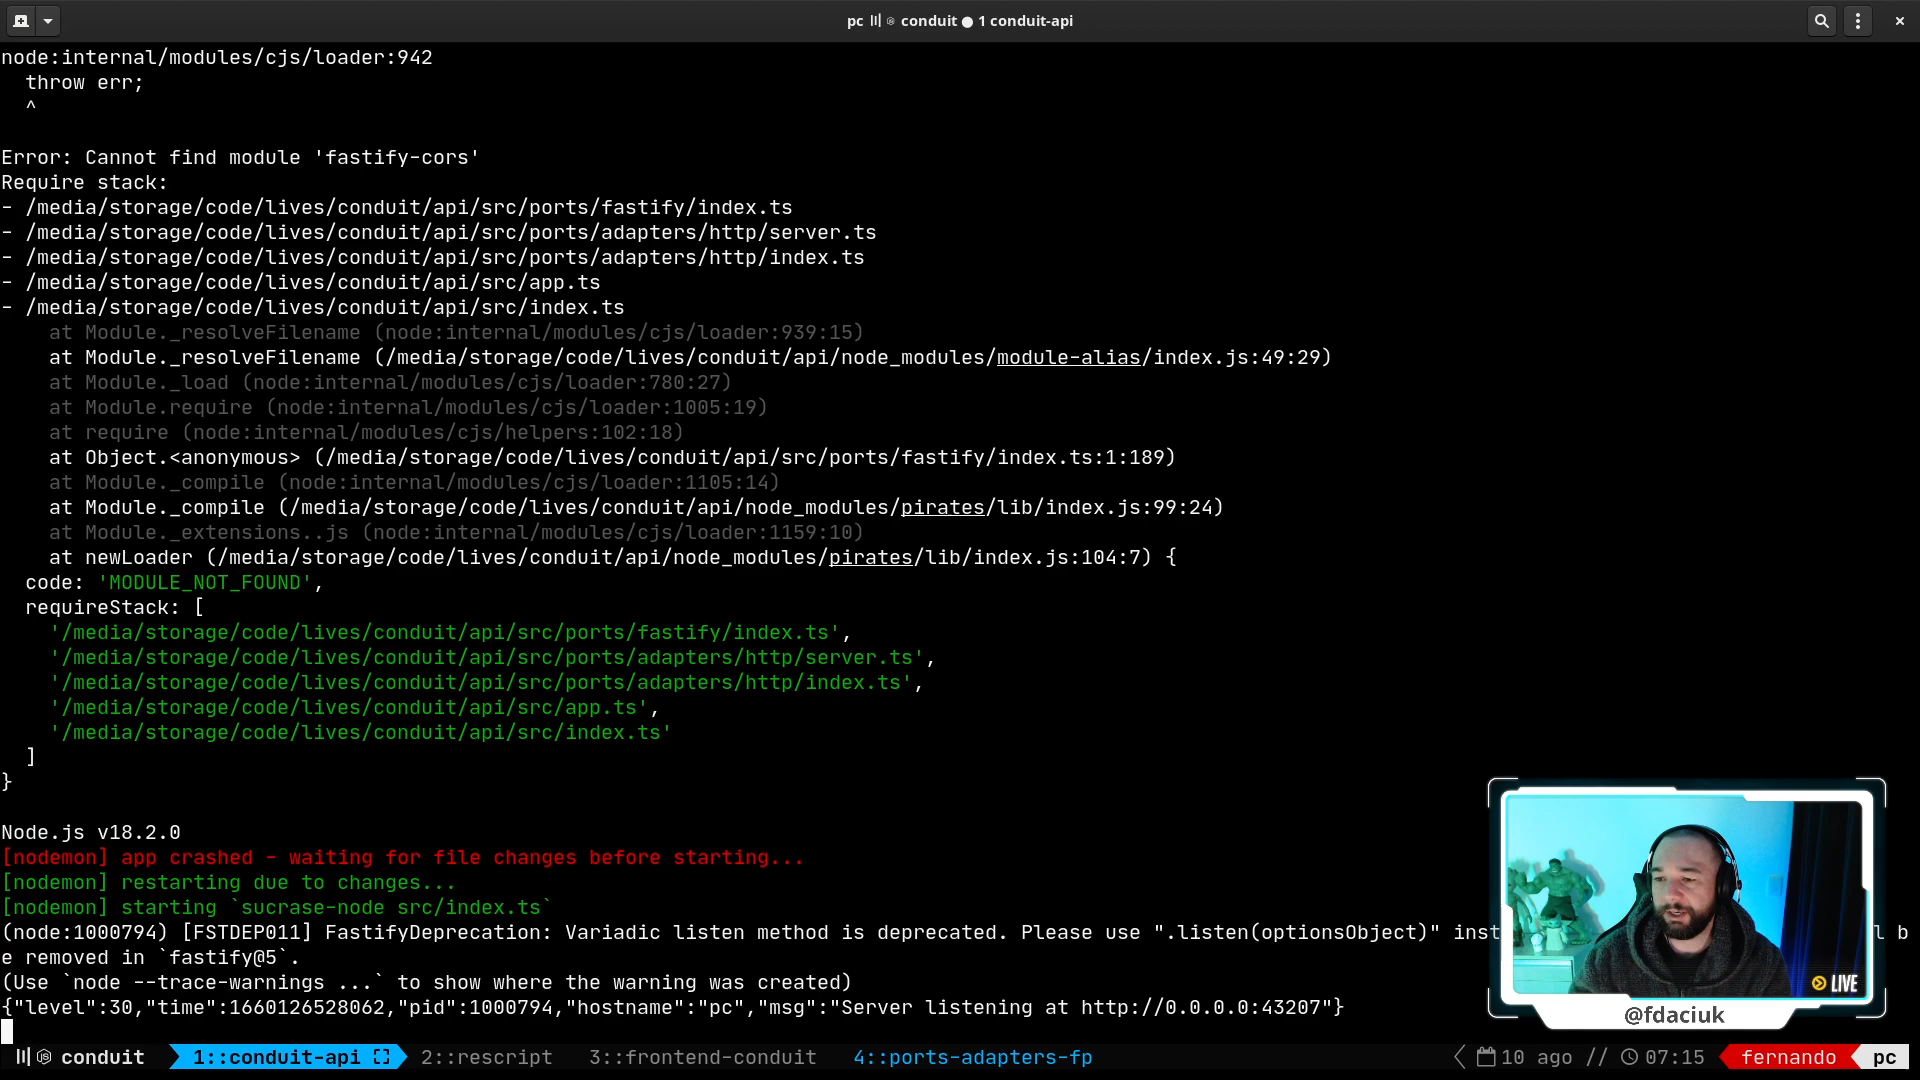 pc conduit ● 1 conduit-api
node:internal/modules/cjs/loader:942
throw err;
^
Error: Cannot find module 'fastify-cors'
Require stack:
- /media/storage/code/lives/conduit/api/src/ports/fastify/index.ts
- /media/storage/code/lives/conduit/api/src/ports/adapters/http/server.ts
- /media/storage/code/lives/conduit/api/src/ports/adapters/http/index.ts
- /media/storage/code/lives/conduit/api/src/app.ts
- /media/storage/code/lives/conduit/api/src/index.ts
at Module._resolveFilename (node:internal/modules/cjs/loader:939:15)
at Module._resolveFilename (/media/storage/code/lives/conduit/api/node_modules/module-alias/index.js:49:29)
at Module._load (node:internal/modules/cjs/loader:780:27)
at Module.require (node:internal/modules/cjs/loader:1005:19)
at require (node:internal/modules/cjs/helpers:102:18)
at Object.<anonymous> (/media/storage/code/lives/conduit/api/src/ports/fastify/index.ts:1:189)
at Module._compile (node:internal/modules/cjs/loader:1105:14)
at Module._compile (/media/storage/code/lives/conduit/api/node_modules/pirates/lib/index.js:99:24)
at Module._extensions..js (node:internal/modules/cjs/loader:1159:10)
at newLoader (/media/storage/code/lives/conduit/api/node_modules/pirates/lib/index.js:104:7) {
code: 'MODULE_NOT_FOUND',
requireStack: [
'/media/storage/code/lives/conduit/api/src/ports/fastify/index.ts',
'/media/storage/code/lives/conduit/api/src/ports/adapters/http/server.ts',
'/media/storage/code/lives/conduit/api/src/ports/adapters/http/index.ts',
'/media/storage/code/lives/conduit/api/src/app.ts',
'/media/storage/code/lives/conduit/api/src/index.ts'
]
}
Node.js v18.2.0
[nodemon] app crashed - waiting for file changes before starting...
[nodemon] restarting due to changes...
[nodemon] starting `sucrase-node src/index.ts`
(node:1000794) [FSTDEP011] FastifyDeprecation: Variadic listen method is deprecated. Please use ".listen(optionsObject)" inst l b
e removed in `fastify@5`.
(Use `node --trace-warnings ...` to show where the warning was created)
{"level":30,"time":1660126528062,"pid":1000794,"hostname":"pc","msg":"Server listening at http://0.0.0.0:43207"}
LIVE
@fdaciuk
conduit 1::conduit-api 2::rescript 3::frontend-conduit 4::ports-adapters-fp 10 ago // 07:15 fernando pc